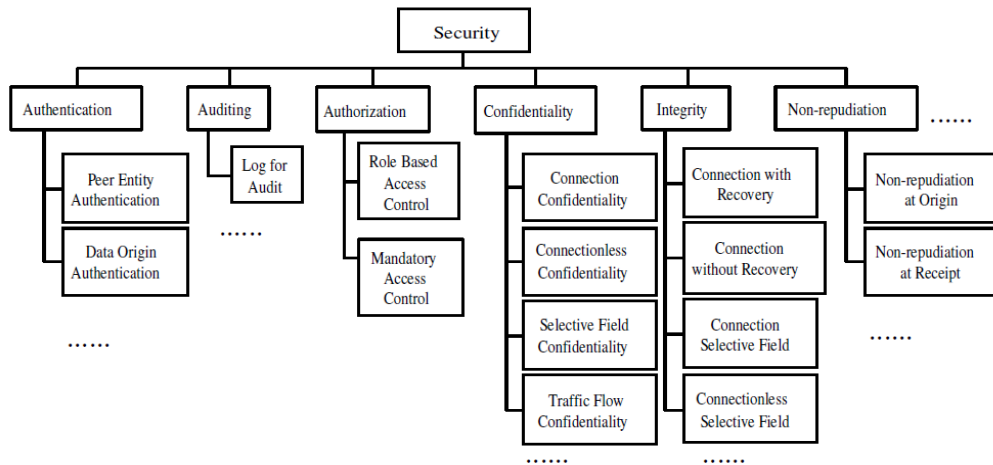 Security
Authentication
Auditing
Authorization
Confidentiality
Integrity
Non-repudiation
......
Peer Entity
Authentication
Data Origin
Authentication
......
Log for
Audit
......
Role Based
Access
Control
Mandatory
Access
Control
Connection
Confidentiality
Connectionless
Confidentiality
Selective Field
Confidentiality
Traffic Flow
Confidentiality
......
Connection with
Recovery
Connection
without Recovery
Connection
Selective Field
Connectionless
Selective Field
......
Non-repudiation
at Origin
Non-repudiation
at Receipt
......